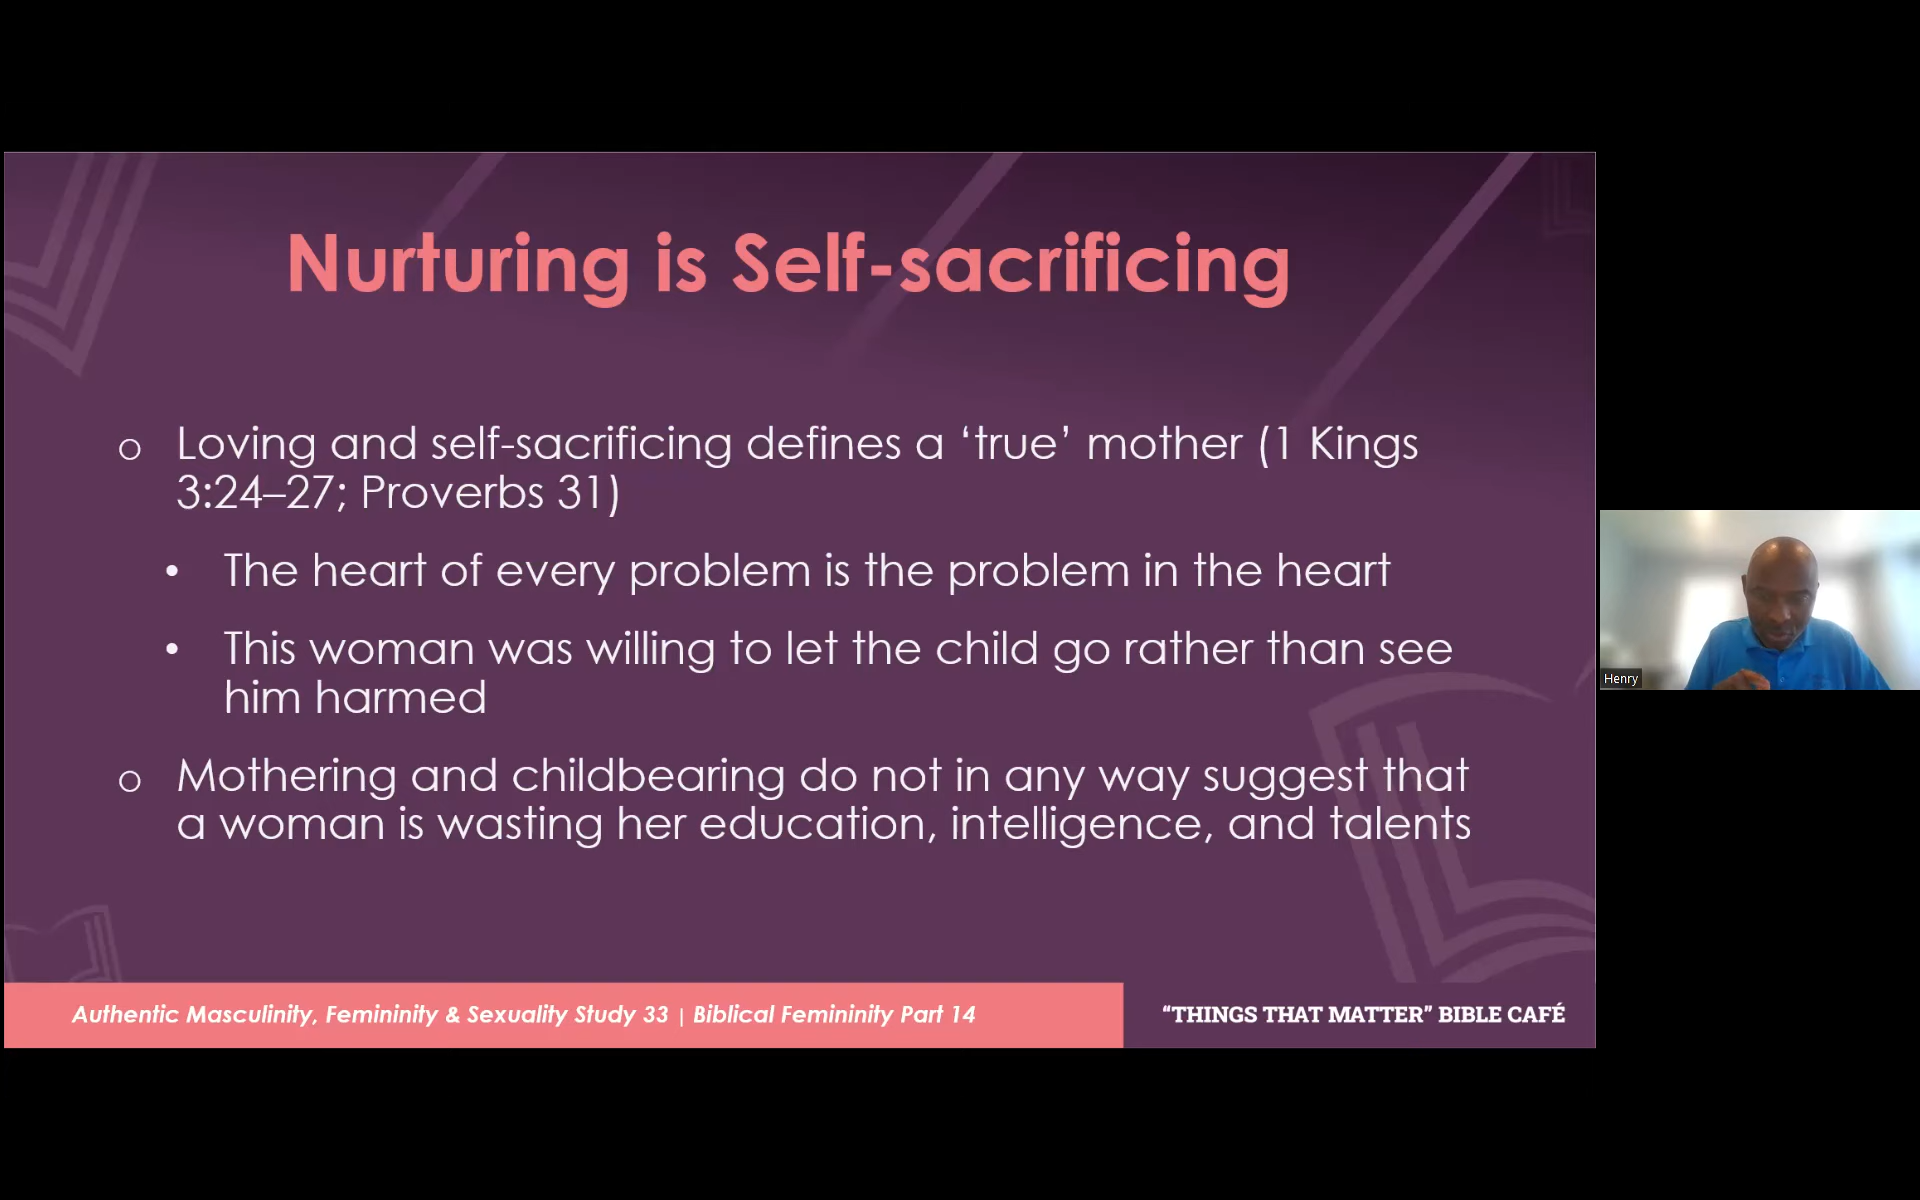 Nurturing is Self-sacrificing
o Loving and self-sacrificing defines a ‘true’ mother (1 Kings
3:24–27; Proverbs 31)
• The heart of every problem is the problem in the heart
• This woman was willing to let the child go rather than see
him harmed
o Mothering and childbearing do not in any way suggest that
a woman is wasting her education, intelligence, and talents
Henry
Authentic Masculinity, Femininity & Sexuality Study 33 | Biblical Femininity Part 14
“THINGS THAT MATTER” BIBLE CAFÉ